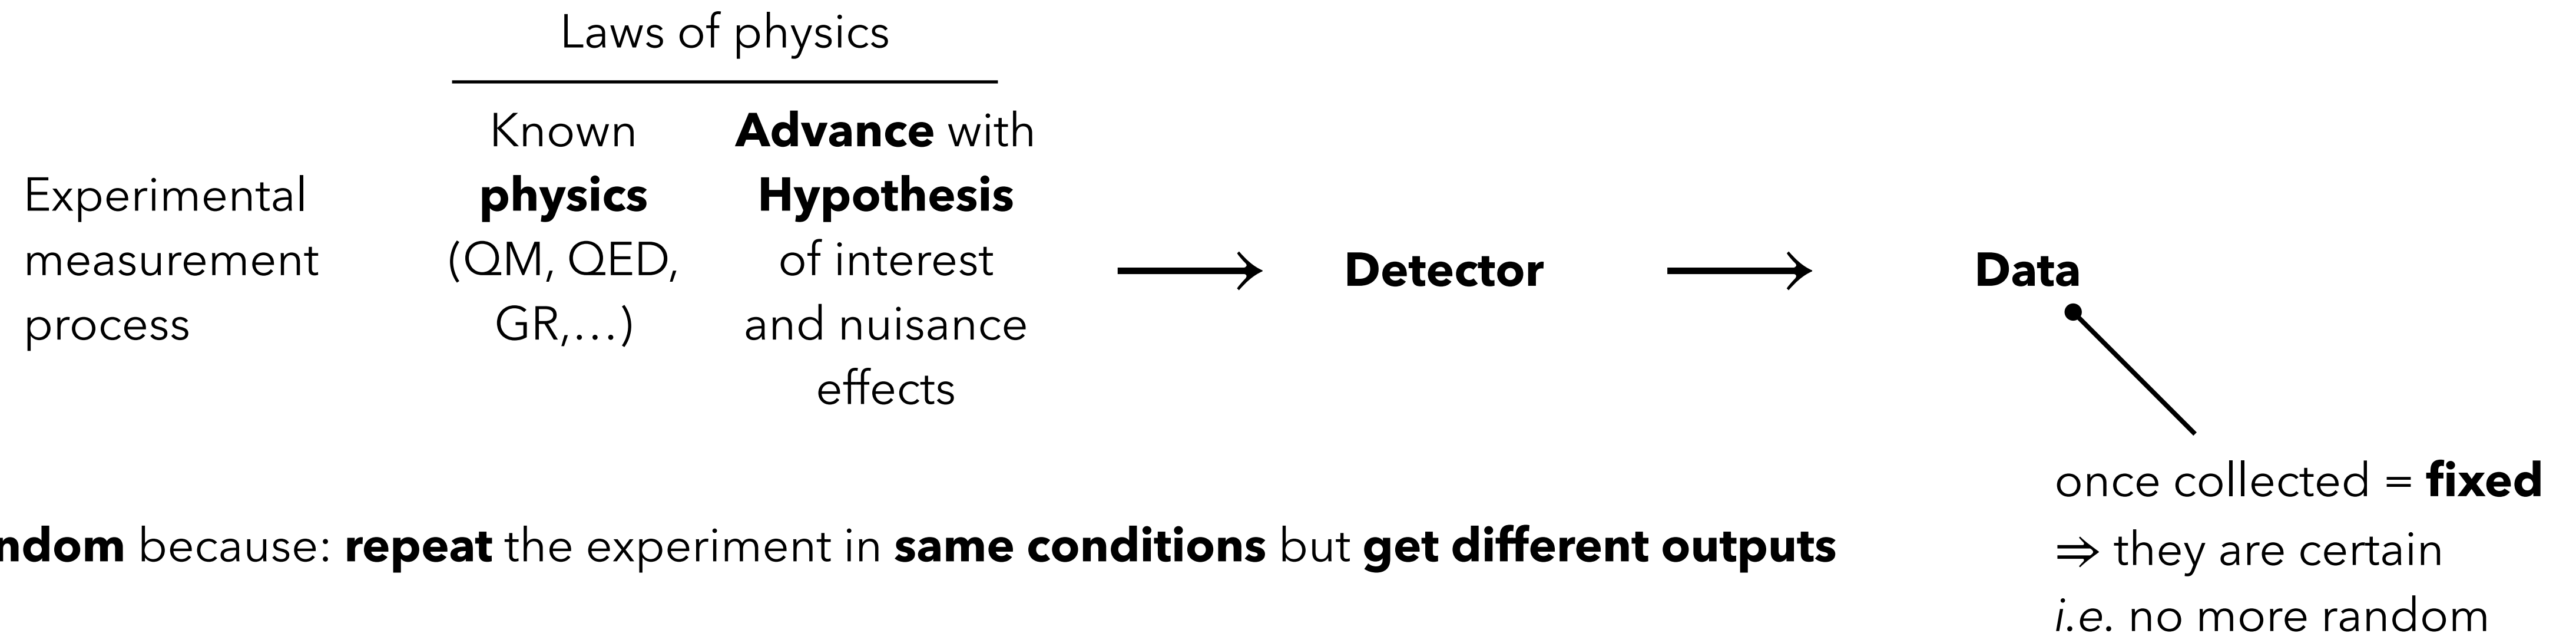 Laws of physics
Experimental
measurement
process
Known
physics
(QM, QED,
GR,…)
Advance with
Hypothesis
of interest
and nuisance
effects
Detector
Data
once collected = fixed
⇒ they are certain
i.e. no more random
because: repeat the experiment in same conditions but get different outputs